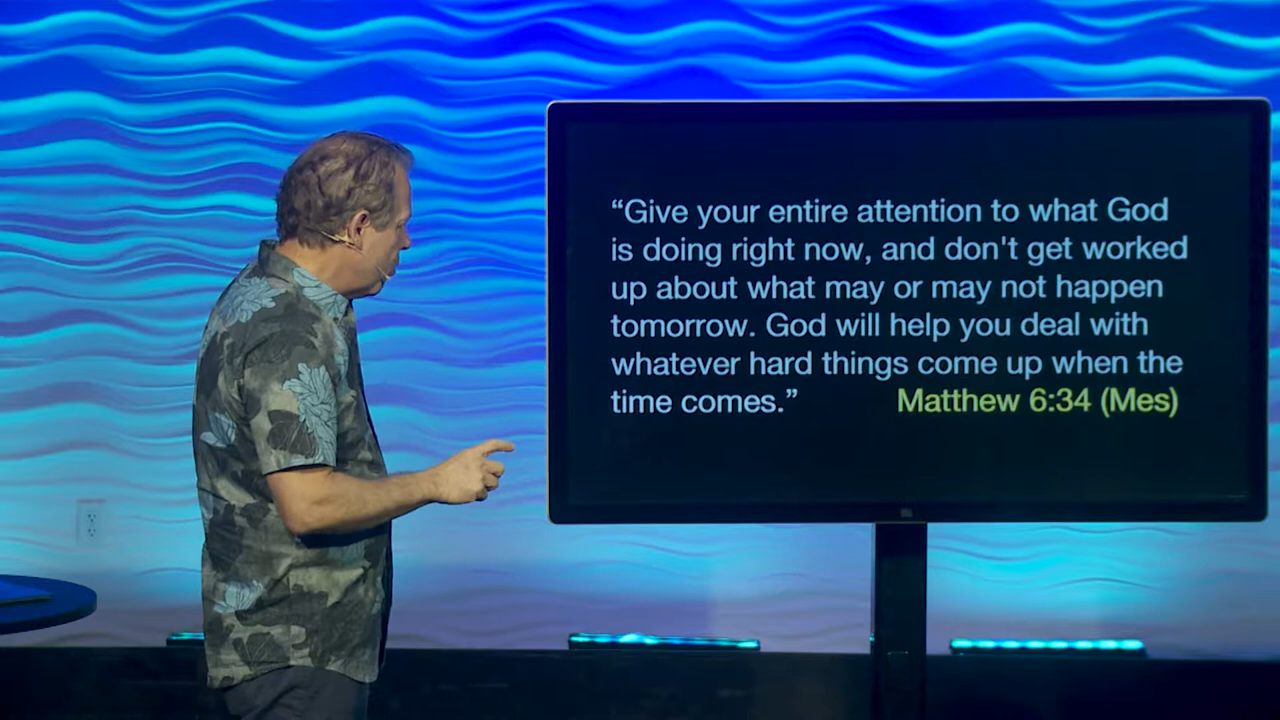 “Give your entire attention to what God
is doing right now, and don't get worked
up about what may or may not happen
tomorrow. God will help you deal with
whatever hard things come up when the
time comes.” Matthew 6:34 (Mes)